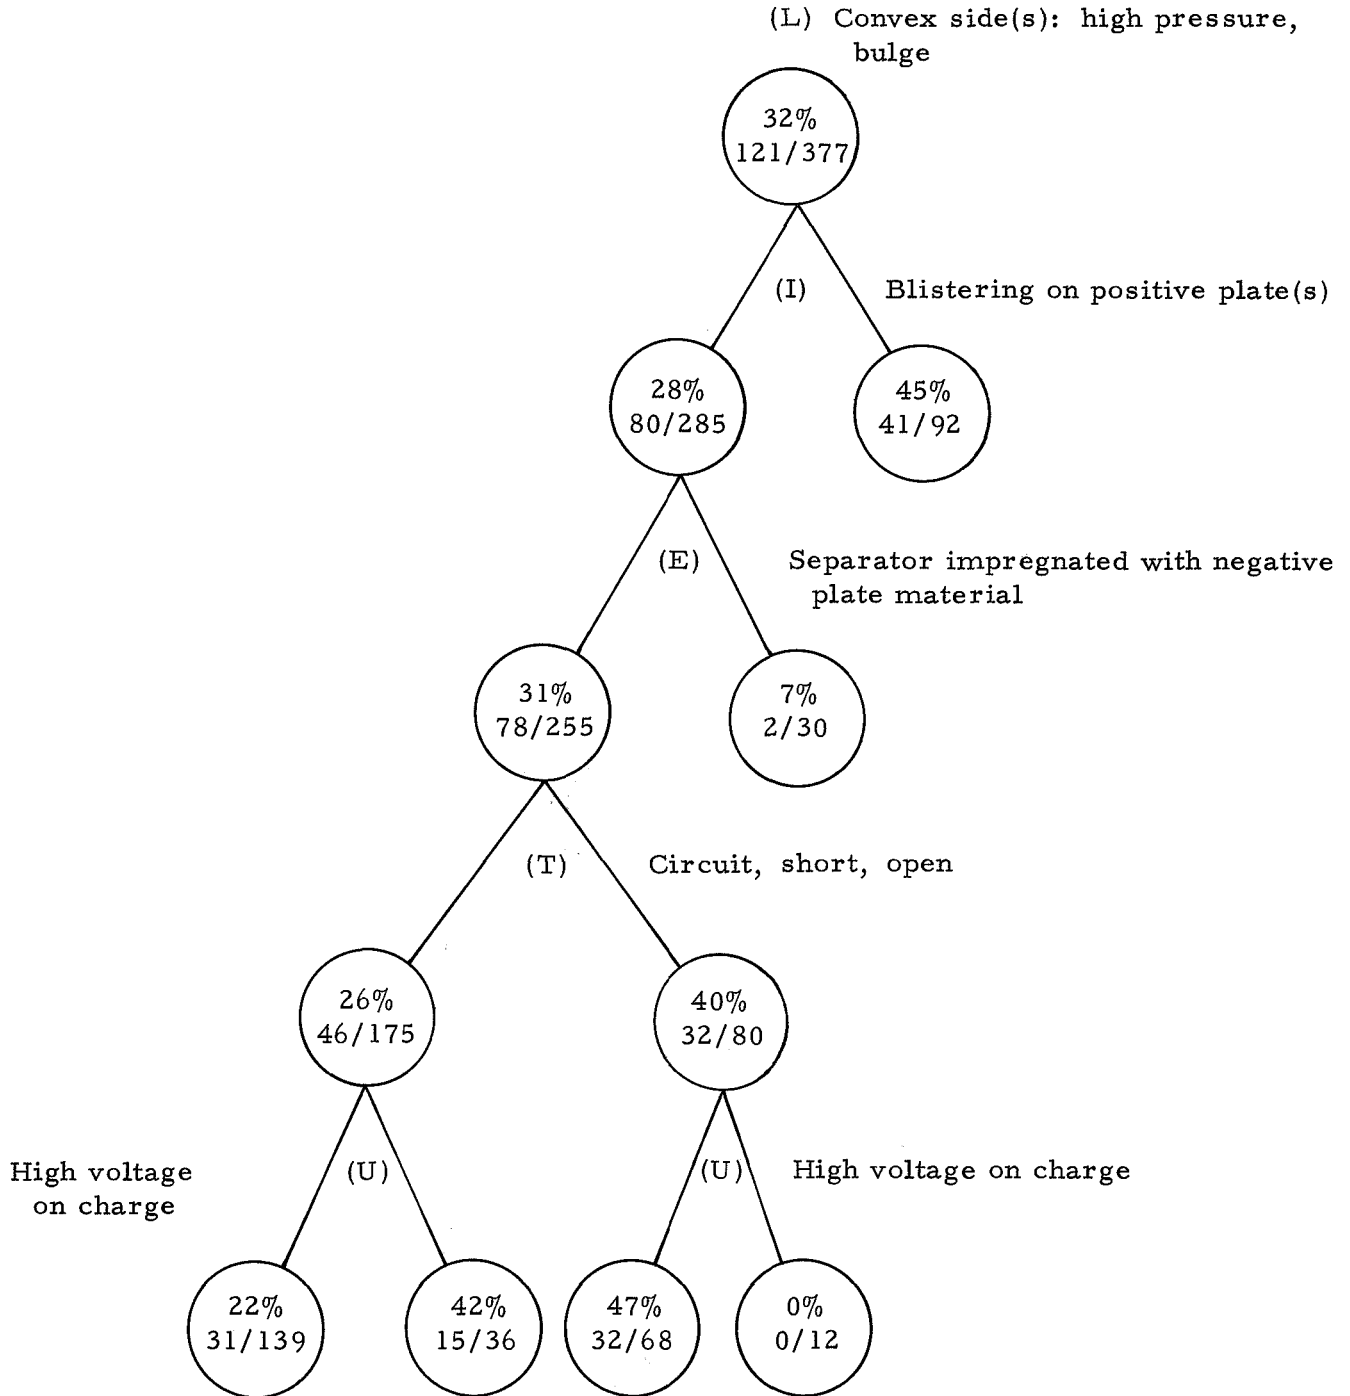 (L) Convex side(s): high pressure,
bulge
32%
121/377
(I)
Blistering on positive plate(s)
28%
80/285
45%
41/92
(E)
Separator impregnated with negative
plate material
31%
78/255
7%
2/30
(T)
Circuit, short, open
26%
46/175
40%
32/80
High voltage
on charge
(U)
(U)
High voltage on charge
22%
31/139
42%
15/36
47%
32/68
0%
0/12